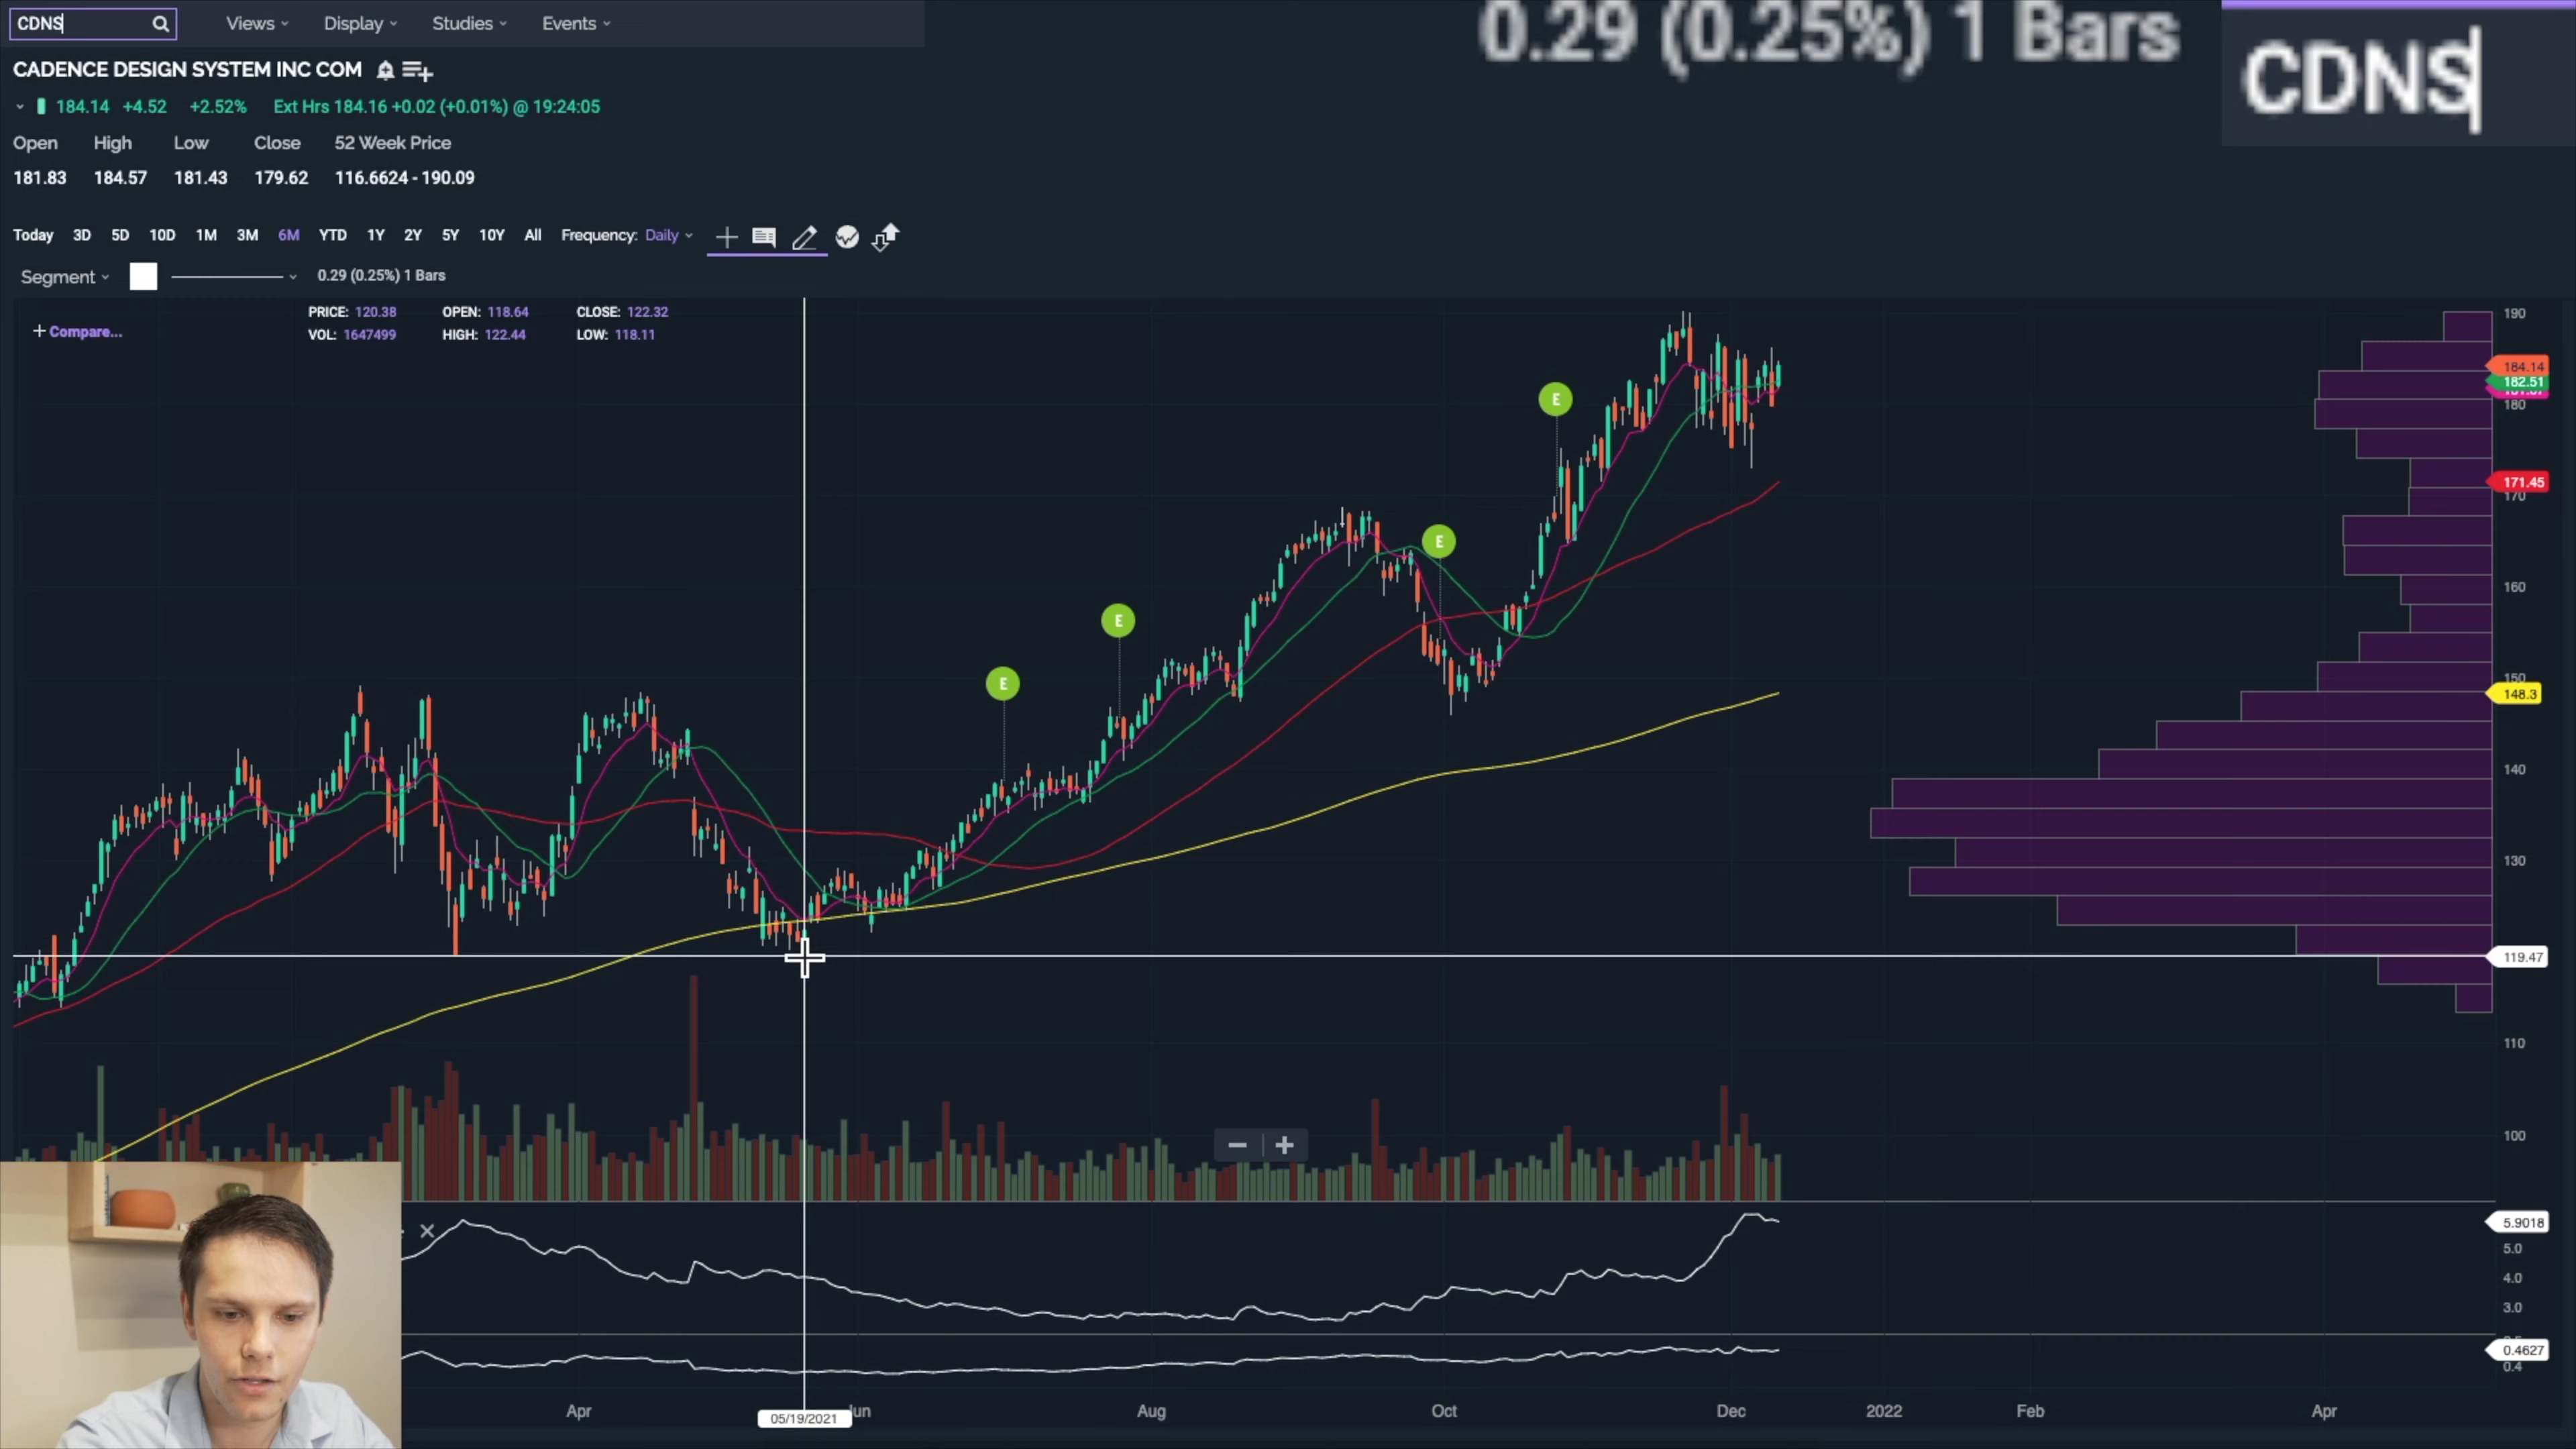 CDNS
Views Display Studies Events
0.29 (0.25%) 1 Bars
CDNS
CADENCE DESIGN SYSTEM INC COM
184.14 +4.52 +2.52% Ext Hrs 184.16 +0.02 (+0.01%) @ 19:24:05
Open High Low Close 52 Week Price
181.83 184.57 181.43 179.62 116.6624 - 190.09
Today 3D 5D 10D 1M 3M 6M YTD 1Y 2Y 5Y 10Y All Frequency: Daily
Segment 0.29 (0.25%) 1 Bars
PRICE: 120.38 OPEN: 118.64 CLOSE: 122.32
+ Compare... VOL: 1647499 HIGH: 122.44 LOW: 118.11
190
184.14
182.51
180
E
171.45
170
E
160
E
150
E
148.3
140
130
119.47
110
100
5.9018
5.0
4.0
3.0
0.4627
0.4
Apr 05/19/2021 Aug Oct Dec 2022 Feb Apr